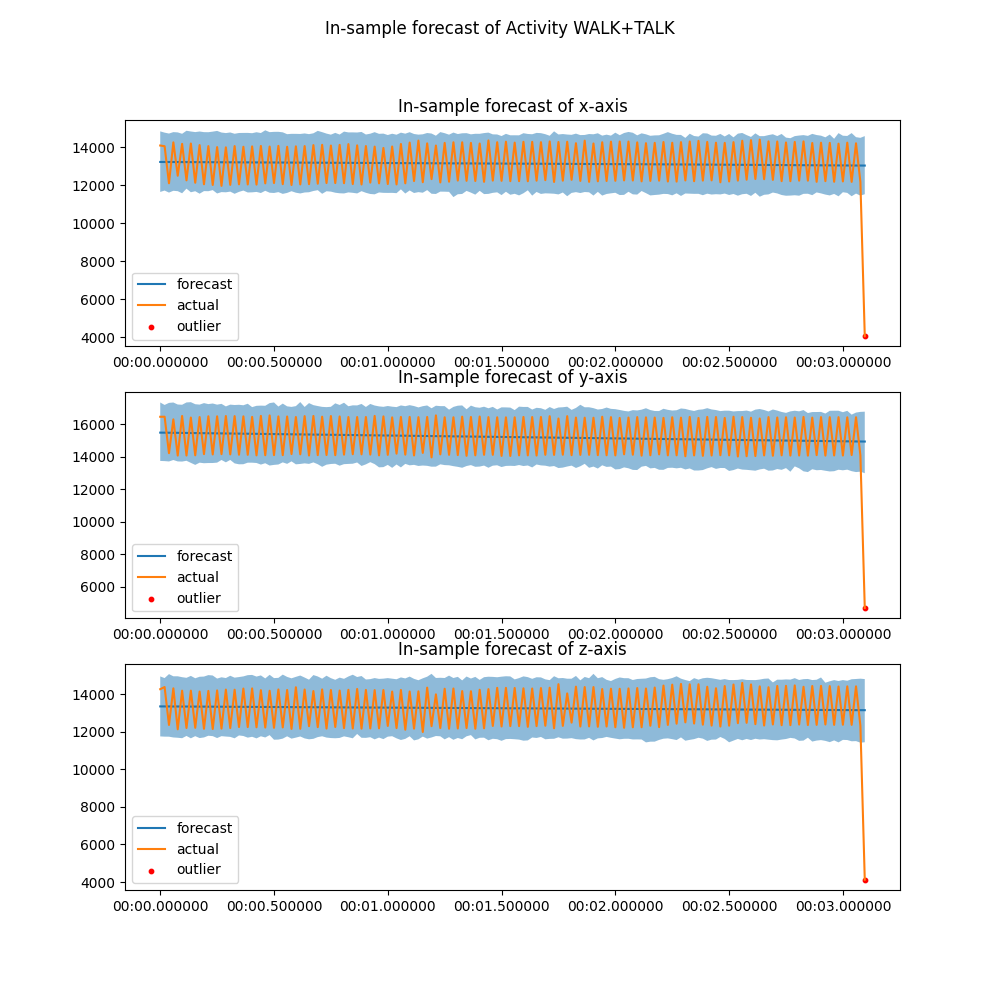 In-sample forecast of Activity WALK+TALK
In-sample forecast of x-axis
14000
12000
10000
8000
6000
4000
forecast
actual
outlier
00:00.000000 00:00.500000 00:01.000000 00:01.500000 00:02.000000 00:02.500000 00:03.000000
In-sample forecast of y-axis
16000
14000
12000
10000
8000
6000
forecast
actual
outlier
00:00.000000 00:00.500000 00:01.000000 00:01.500000 00:02.000000 00:02.500000 00:03.000000
In-sample forecast of z-axis
14000
12000
10000
8000
6000
4000
forecast
actual
outlier
00:00.000000 00:00.500000 00:01.000000 00:01.500000 00:02.000000 00:02.500000 00:03.000000